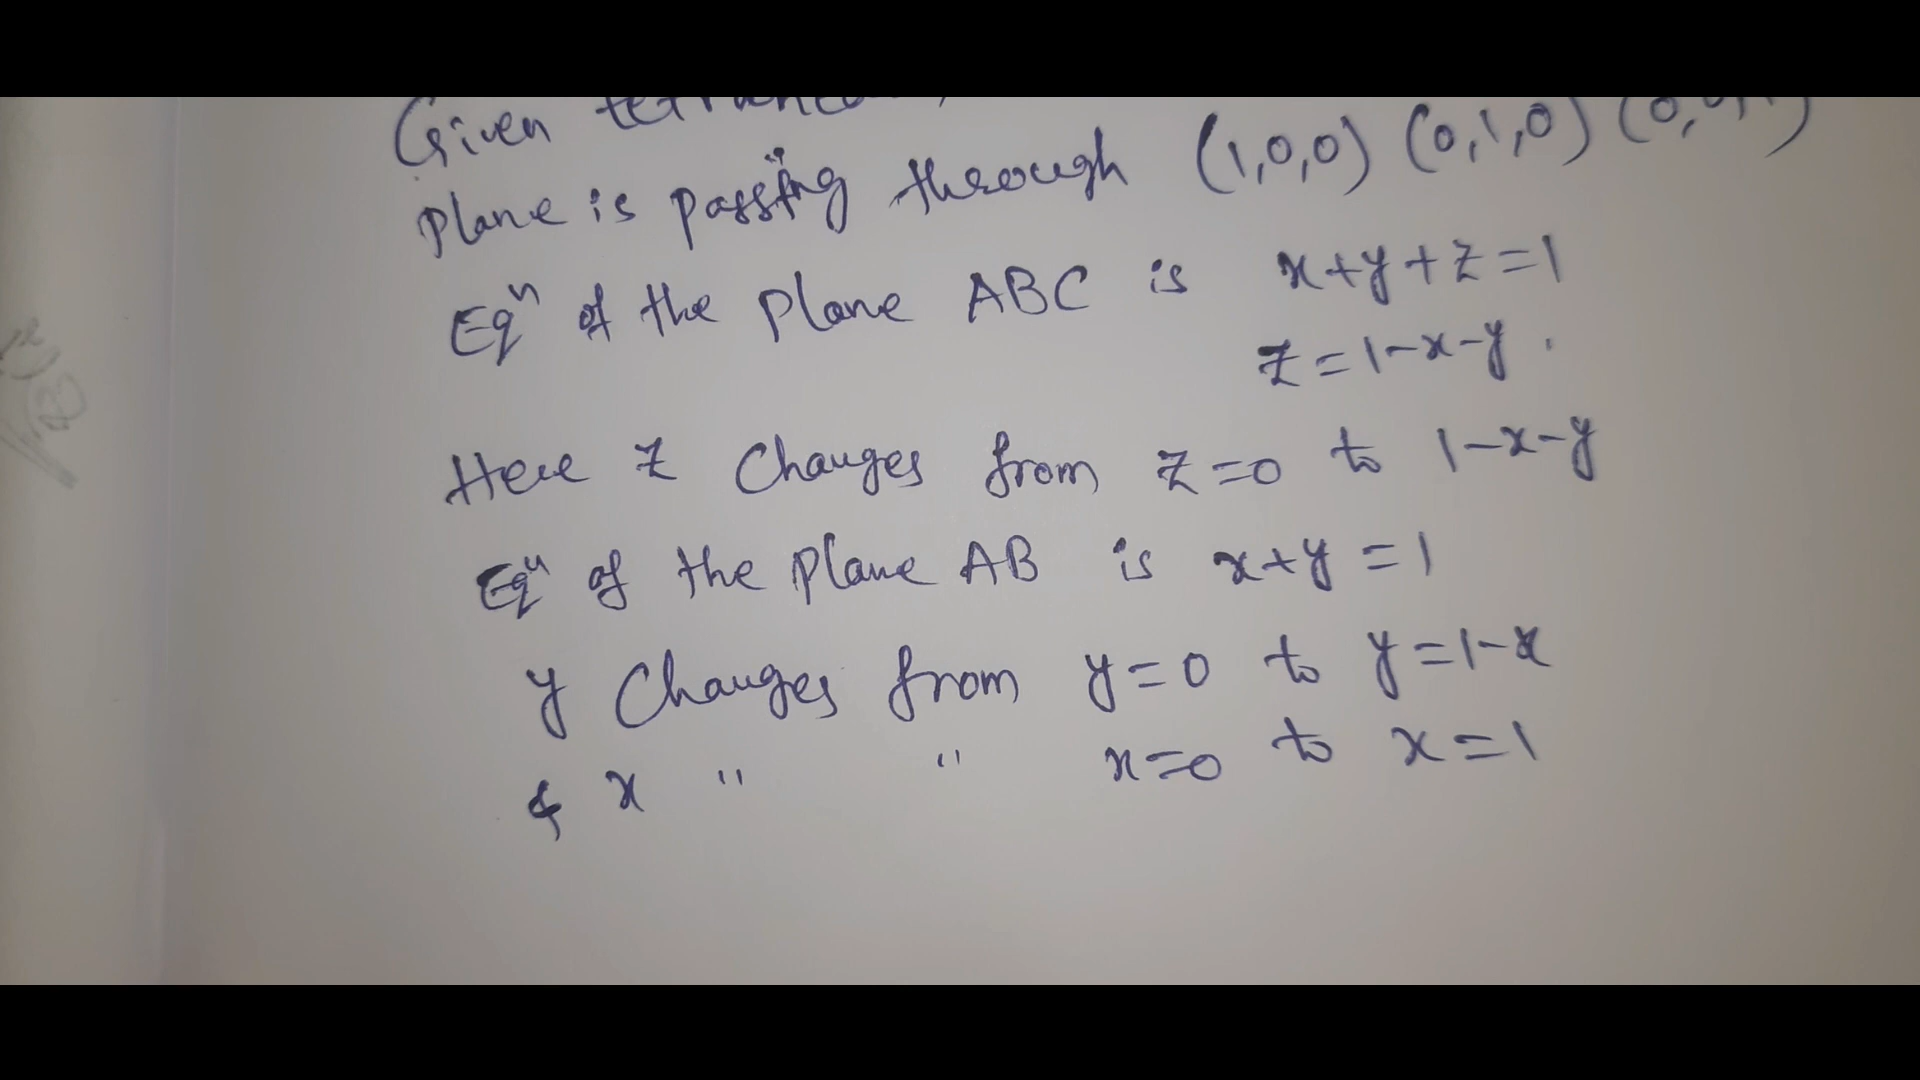 Given
Plane is passing through (1,0,0) (0,1,0)
Eqⁿ of the plane ABC is x+y+z=1
z=1-x-y.
Here z Changes from z=0 to 1-x-y
Eqⁿ of the plane AB is x+y=1
y Changes from y=0 to y=1-x
& x " " x=0 to x=1